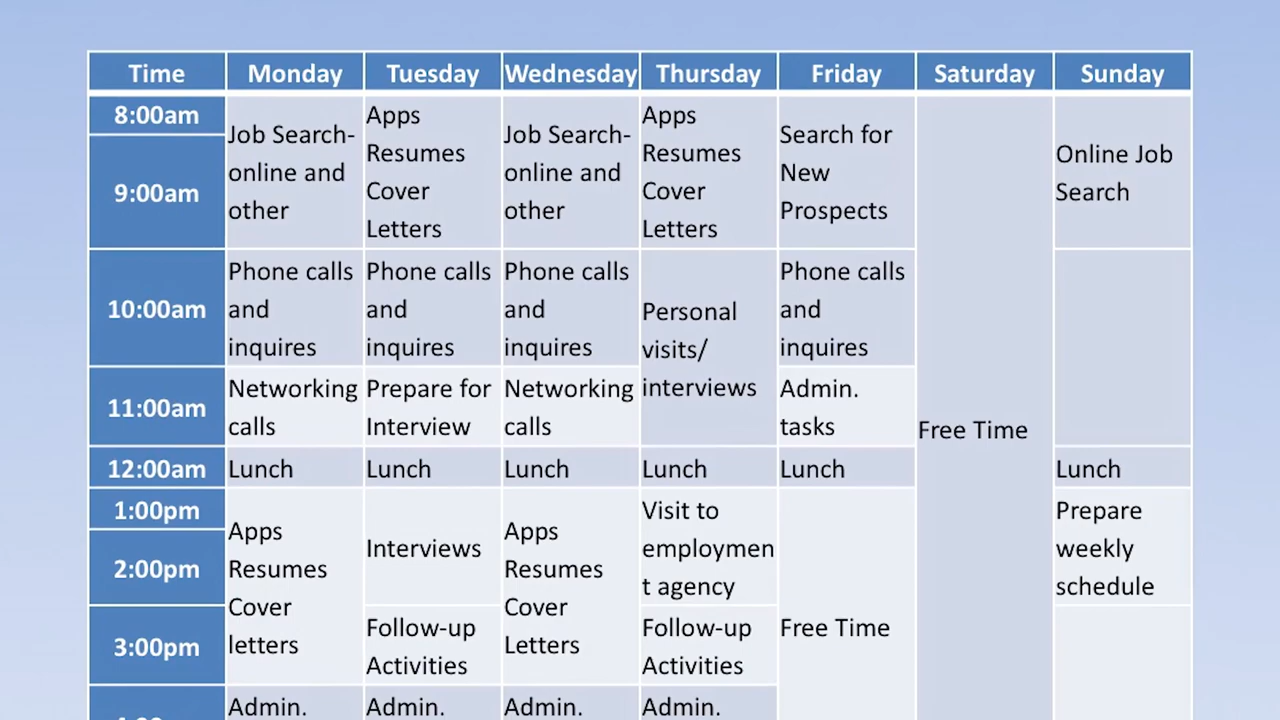 Time Monday Tuesday Wednesday Thursday Friday Saturday Sunday
8:00am
9:00am
Job Search-
online and
other
Apps
Resumes
Cover
Letters
Job Search-
online and
other
Apps
Resumes
Cover
Letters
Search for
New
Prospects
Free Time
Online Job
Search
10:00am
Phone calls
and
inquires
Phone calls
and
inquires
Phone calls
and
inquires
Personal
visits/
interviews
Phone calls
and
inquires
11:00am
Networking
calls
Prepare for
Interview
Networking
calls
Admin.
tasks
12:00am Lunch Lunch Lunch Lunch Lunch Lunch
1:00pm
2:00pm
Apps
Resumes
Cover
letters
Interviews
Apps
Resumes
Cover
Letters
Visit to
employmen
t agency
Free Time
Prepare
weekly
schedule
3:00pm
Follow-up
Activities
Follow-up
Activities
Admin. Admin. Admin. Admin.